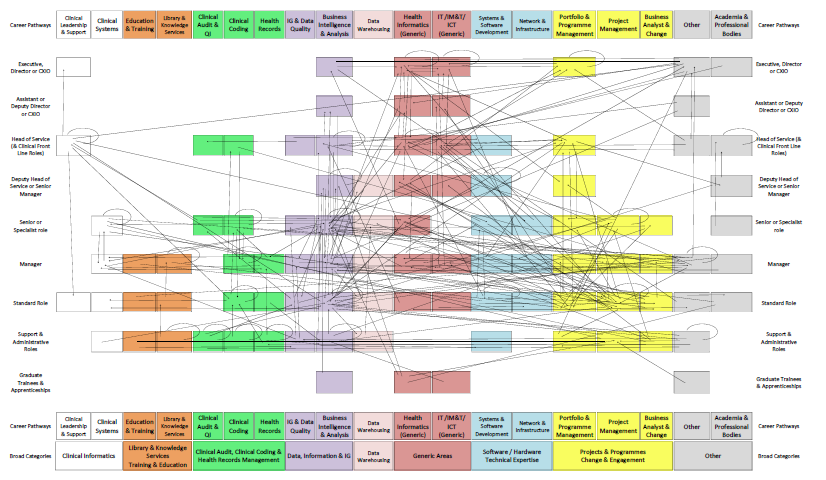 Career Pathways
Clinical
Leadership
& Support
Clinical
Systems
Education
& Training
Library &
Knowledge
Services
Clinical
Audit &
QI
Clinical
Coding
Health
Records
IG & Data
Quality
Business
Intelligence
& Analysis
Data
Warehousing
Health
Informatics
(Generic)
IT /IM&T/
ICT
(Generic)
Systems &
Software
Development
Network &
Infrastructure
Portfolio &
Programme
Management
Project
Management
Business
Analyst &
Change
Other
Academia &
Professional
Bodies
Career Pathways
Executive,
Director or CXIO
Executive, Director
or CXIO
Assistant or
Deputy Director
or CXIO
Assistant or Deputy
Director or CXIO
Head of Service
(& Clinical Front
Line Roles)
Head of Service (&
Clinical Front Line
Roles)
Deputy Head of
Service or Senior
Manager
Deputy Head of
Service or Senior
Manager
Senior or
Specialist role
Senior or Specialist
role
Manager
Manager
Standard Role
Standard Role
Support &
Administrative
Roles
Support &
Administrative
Roles
Graduate
Trainees &
Apprenticeships
Graduate Trainees &
Apprenticeships
Career Pathways
Clinical
Leadership
& Support
Clinical
Systems
Education
& Training
Library &
Knowledge
Services
Clinical
Audit &
QI
Clinical
Coding
Health
Records
IG & Data
Quality
Business
Intelligence
& Analysis
Data
Warehousing
Health
Informatics
(Generic)
IT /IM&T/
ICT
(Generic)
Systems &
Software
Development
Network &
Infrastructure
Portfolio &
Programme
Management
Project
Management
Business
Analyst &
Change
Other
Academia &
Professional
Bodies
Career Pathways
Broad Categories
Clinical Informatics
Library & Knowledge
Services
Training & Education
Clinical Audit, Clinical Coding &
Health Records Management
Data, Information & IG
Data
Warehousing
Generic Areas
Software / Hardware
Technical Expertise
Projects & Programmes
Change & Engagement
Other
Broad Categories